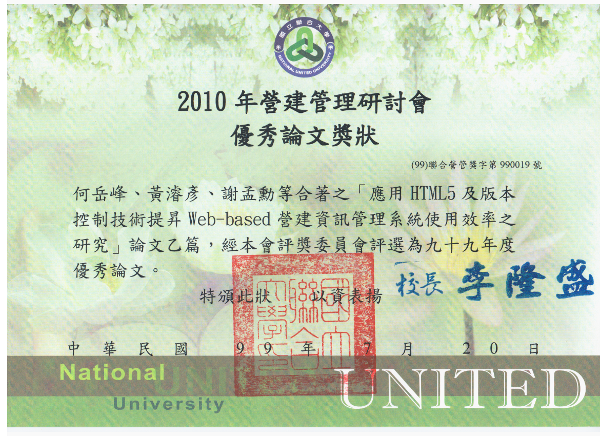 國立聯合大學
NATIONAL UNITED UNIVERSITY
2010 年營建管理研討會
優秀論文獎狀
(99)聯合營管獎字第 990019 號
何岳峰、黃濬彥、謝孟勳等合著之「應用 HTML5 及版本
控制技術提昇 Web-based 營建資訊管理系統使用效率之
研究」論文乙篇，經本會評獎委員會評選為九十九年度
優秀論文。
特頒此狀 以資表揚
校長 李隆盛
國立聯合大學印
中華民國 99 年 7 月 20 日
National UNITED
University
UNITED